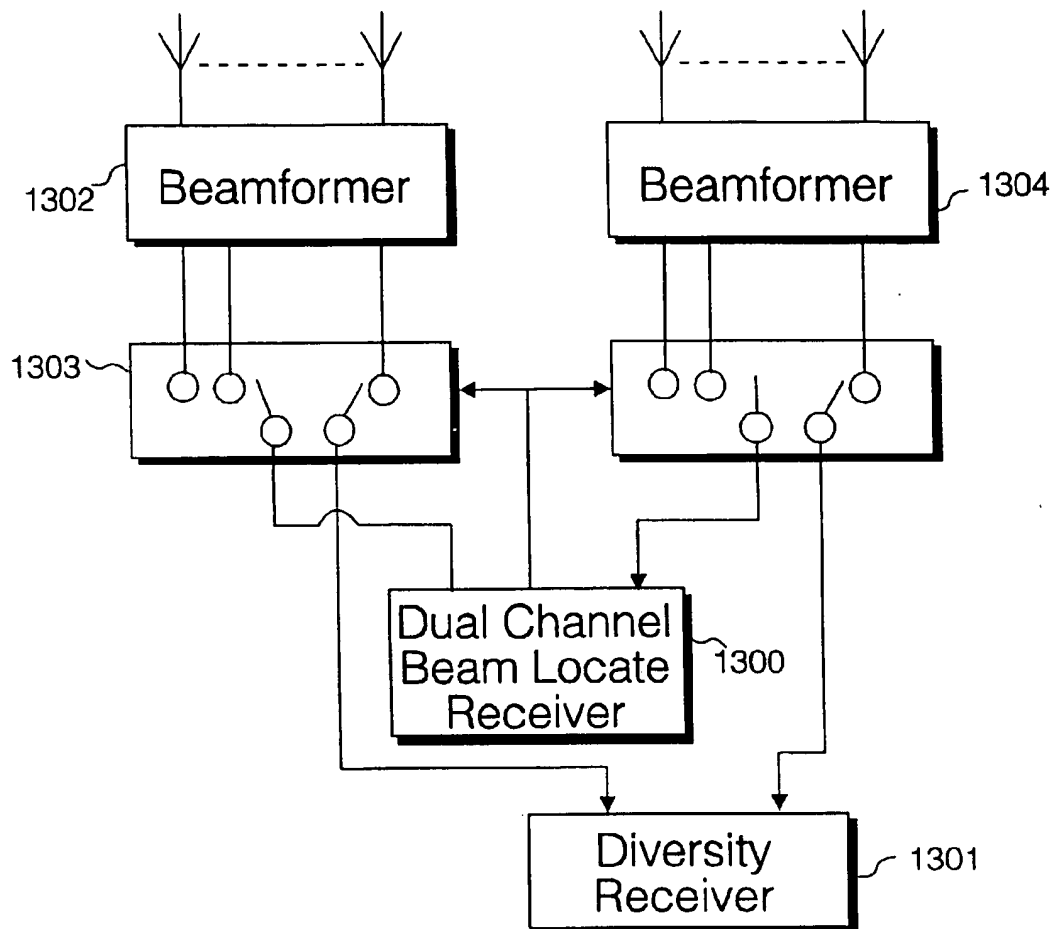 Beamformer
Beamformer
1302
1304
1303
Dual Channel
Beam Locate
Receiver
1300
Diversity
Receiver
1301